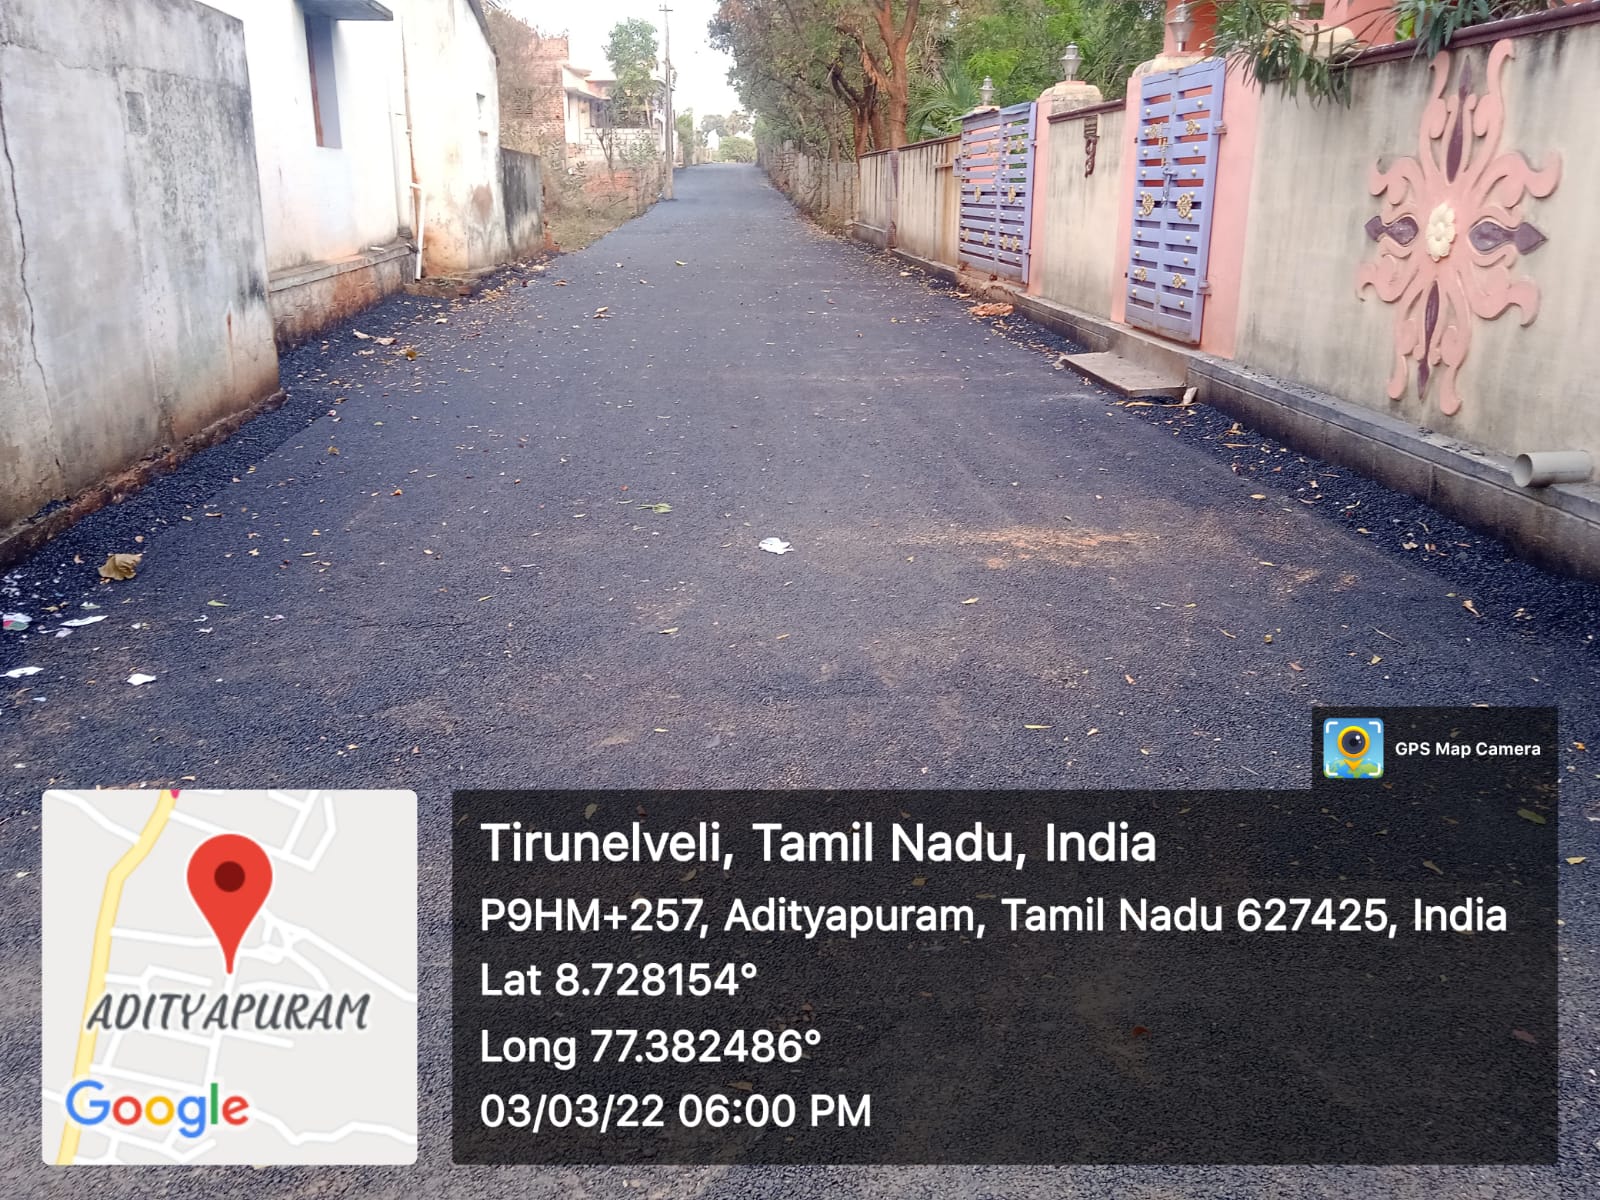 GPS Map Camera
Tirunelveli, Tamil Nadu, India
P9HM+257, Adityapuram, Tamil Nadu 627425, India
Lat 8.728154°
Long 77.382486°
03/03/22 06:00 PM
ADITYAPURAM
Google